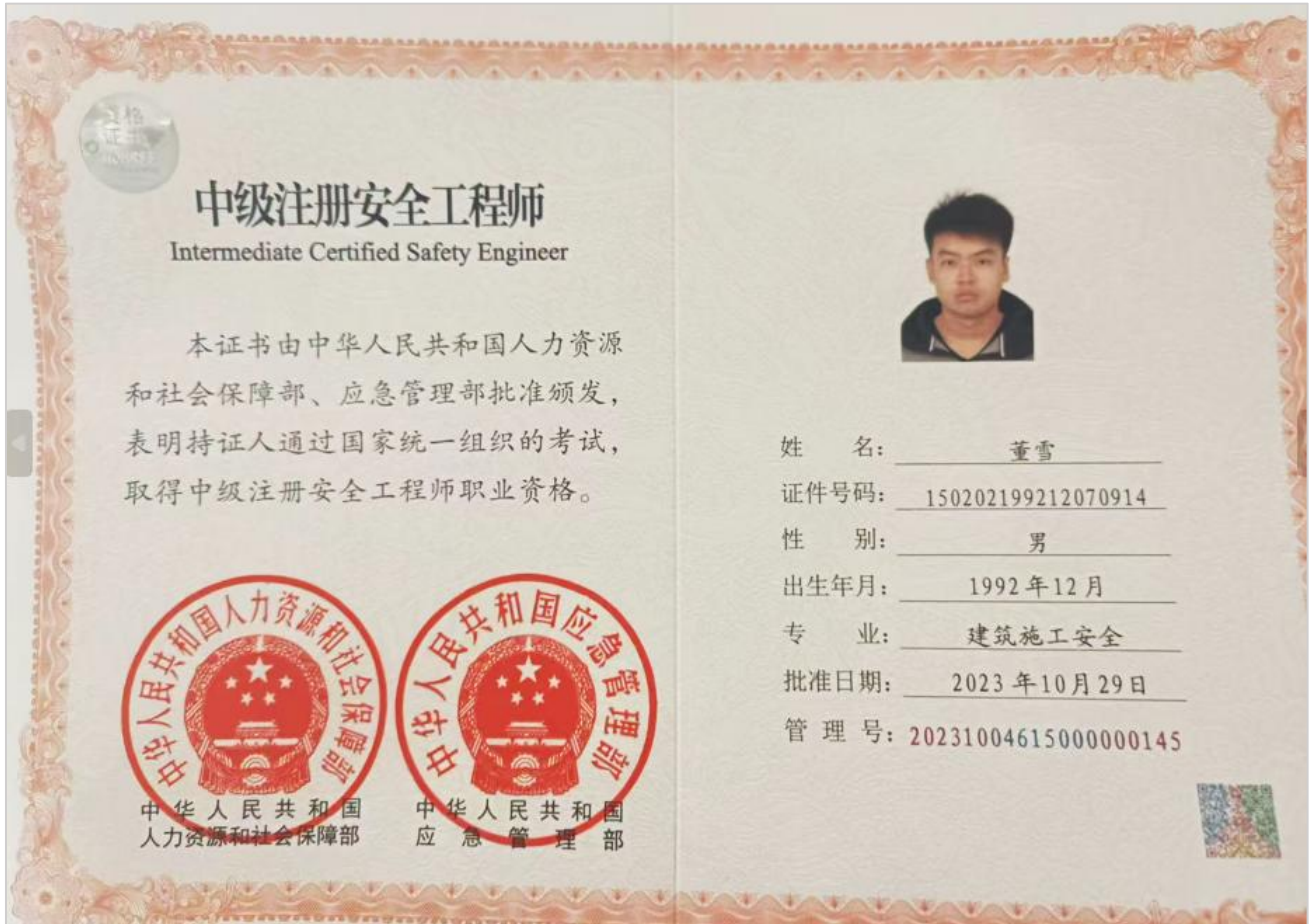 资格
证书
中级注册安全工程师
Intermediate Certified Safety Engineer
本证书由中华人民共和国人力资源
和社会保障部、应急管理部批准颁发，
表明持证人通过国家统一组织的考试，
取得中级注册安全工程师职业资格。
中华人民共和国人力资源和社会保障部
中华人民共和国应急管理部
中华人民共和国
人力资源和社会保障部
中华人民共和国
应急管理部
姓名：董雪
证件号码：150202199212070914
性别：男
出生年月：1992年12月
专业：建筑施工安全
批准日期：2023年10月29日
管理号：20231004615000000145